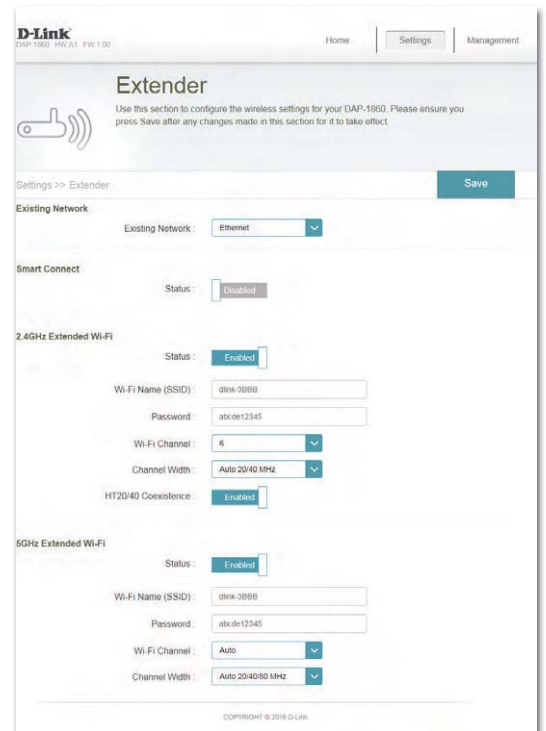 D-Link
DAP-1860 HW:A1 FW:1.00
Home Settings Management
Extender
Use this section to configure the wireless settings for your DAP-1860. Please ensure you
press Save after any changes made in this section for it to take effect.
Settings >> Extender
Save
Existing Network
Existing Network : Ethernet
Smart Connect
Status : Disabled
2.4GHz Extended Wi-Fi
Status : Enabled
Wi-Fi Name (SSID) : dlink-3BBB
Password : abcde12345
Wi-Fi Channel : 6
Channel Width : Auto 20/40 MHz
HT20/40 Coexistence : Enabled
5GHz Extended Wi-Fi
Status : Enabled
Wi-Fi Name (SSID) : dlink-3BBB
Password : abcde12345
Wi-Fi Channel : Auto
Channel Width : Auto 20/40/80 MHz
COPYRIGHT © 2016 D-Link